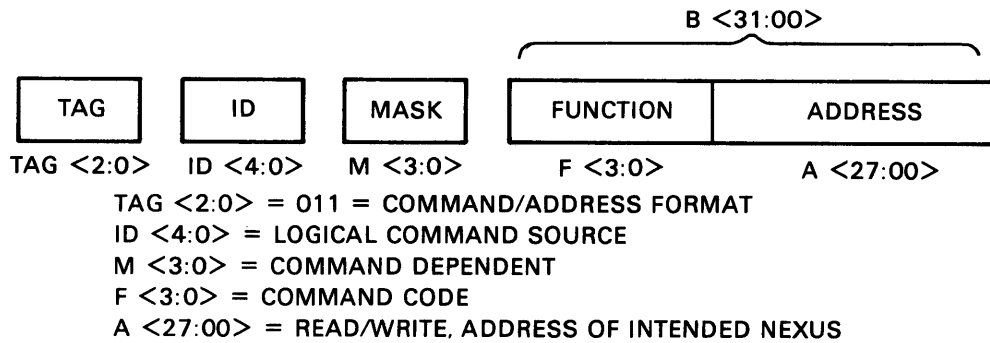 B <31:00>
TAG ID MASK FUNCTION ADDRESS
TAG <2:0> ID <4:0> M <3:0> F <3:0> A <27:00>
TAG <2:0> = 011 = COMMAND/ADDRESS FORMAT
ID <4:0> = LOGICAL COMMAND SOURCE
M <3:0> = COMMAND DEPENDENT
F <3:0> = COMMAND CODE
A <27:00> = READ/WRITE, ADDRESS OF INTENDED NEXUS